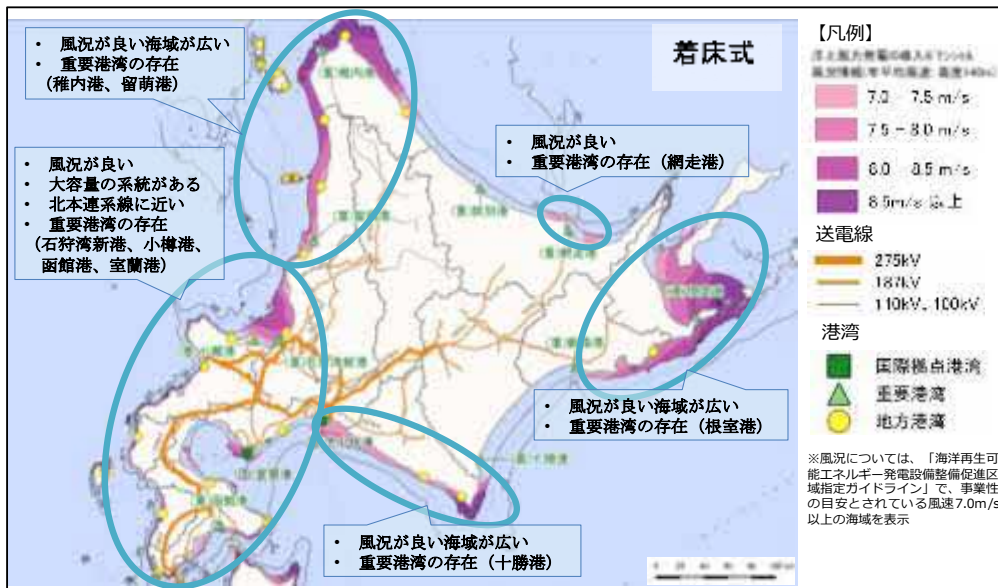 着床式
・ 風況が良い海域が広い
・ 重要港湾の存在
(稚内港、留萌港)
・ 風況が良い
・ 大容量の系統がある
・ 北本連系線に近い
・ 重要港湾の存在
(石狩湾新港、小樽港、
函館港、室蘭港)
・ 風況が良い
・ 重要港湾の存在（網走港）
・ 風況が良い海域が広い
・ 重要港湾の存在（根室港）
・ 風況が良い海域が広い
・ 重要港湾の存在（十勝港）
【凡例】
7.0 - 7.5 m/s
7.5 - 8.0 m/s
8.0 - 8.5 m/s
8.5m/s 以上
送電線
275kV
187kV
110kV、100kV
港湾
国際拠点港湾
重要港湾
地方港湾
※風況については、「海洋再生可
能エネルギー発電設備整備促進区
域指定ガイドライン」で、事業性
の目安とされている風速7.0m/s
以上の海域を表示